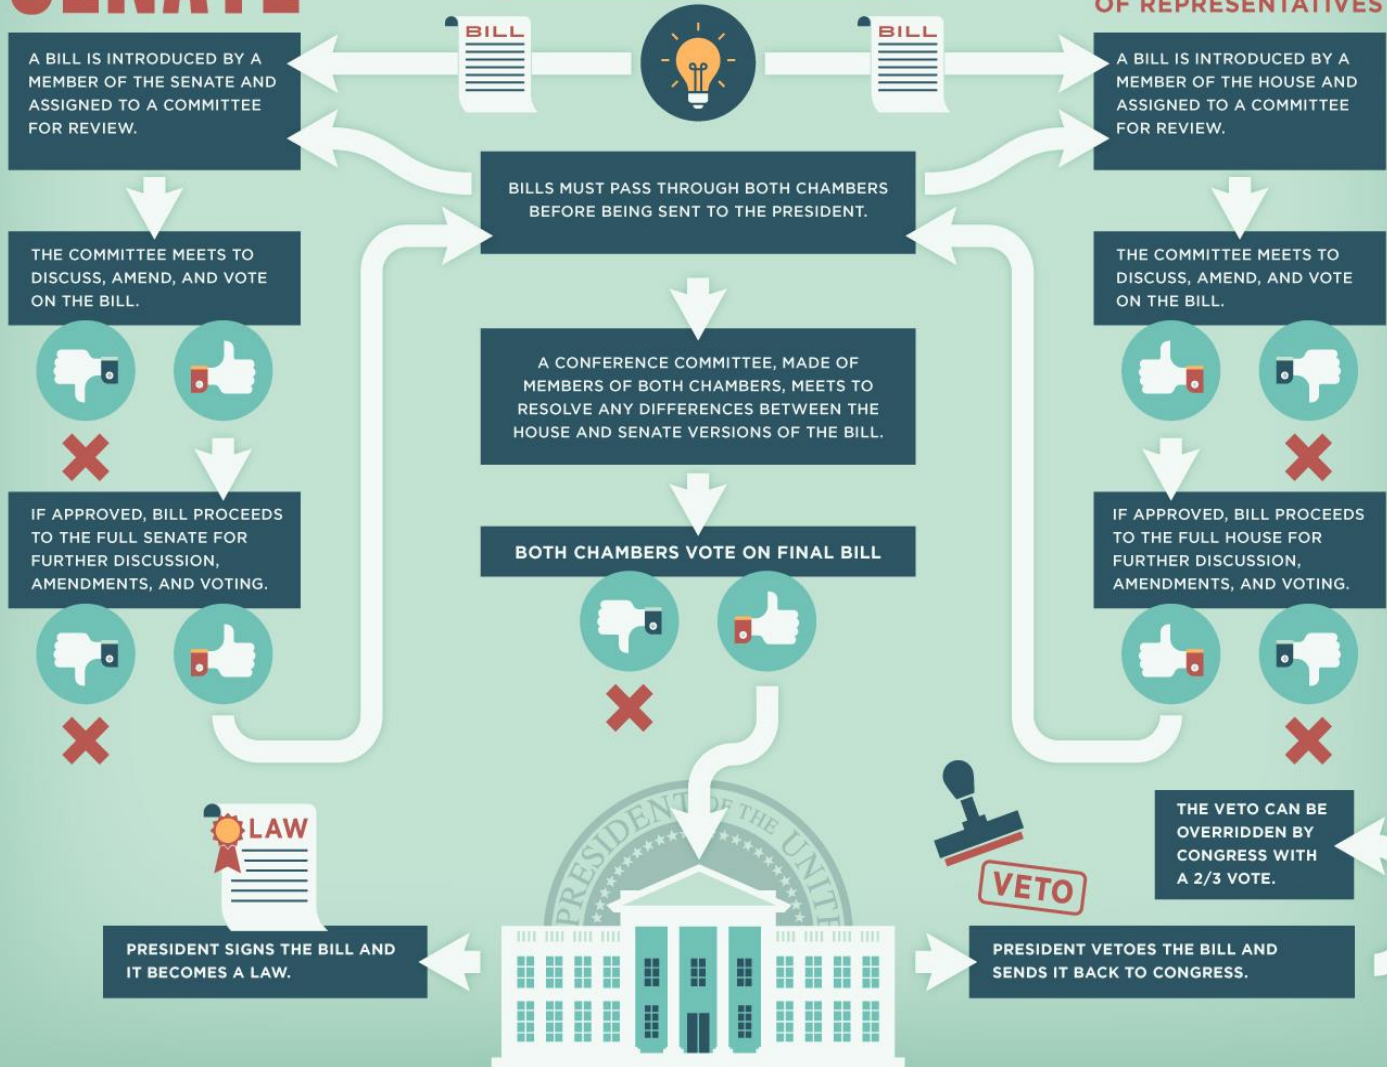 SENATE
OF REPRESENTATIVES
BILL
BILL
A BILL IS INTRODUCED BY A
MEMBER OF THE SENATE AND
ASSIGNED TO A COMMITTEE
FOR REVIEW.
A BILL IS INTRODUCED BY A
MEMBER OF THE HOUSE AND
ASSIGNED TO A COMMITTEE
FOR REVIEW.
BILLS MUST PASS THROUGH BOTH CHAMBERS
BEFORE BEING SENT TO THE PRESIDENT.
THE COMMITTEE MEETS TO
DISCUSS, AMEND, AND VOTE
ON THE BILL.
THE COMMITTEE MEETS TO
DISCUSS, AMEND, AND VOTE
ON THE BILL.
A CONFERENCE COMMITTEE, MADE OF
MEMBERS OF BOTH CHAMBERS, MEETS TO
RESOLVE ANY DIFFERENCES BETWEEN THE
HOUSE AND SENATE VERSIONS OF THE BILL.
IF APPROVED, BILL PROCEEDS
TO THE FULL SENATE FOR
FURTHER DISCUSSION,
AMENDMENTS, AND VOTING.
BOTH CHAMBERS VOTE ON FINAL BILL
IF APPROVED, BILL PROCEEDS
TO THE FULL HOUSE FOR
FURTHER DISCUSSION,
AMENDMENTS, AND VOTING.
LAW
PRESIDENT OF THE UNITE
VETO
THE VETO CAN BE
OVERRIDDEN BY
CONGRESS WITH
A 2/3 VOTE.
PRESIDENT SIGNS THE BILL AND
IT BECOMES A LAW.
PRESIDENT VETOES THE BILL AND
SENDS IT BACK TO CONGRESS.